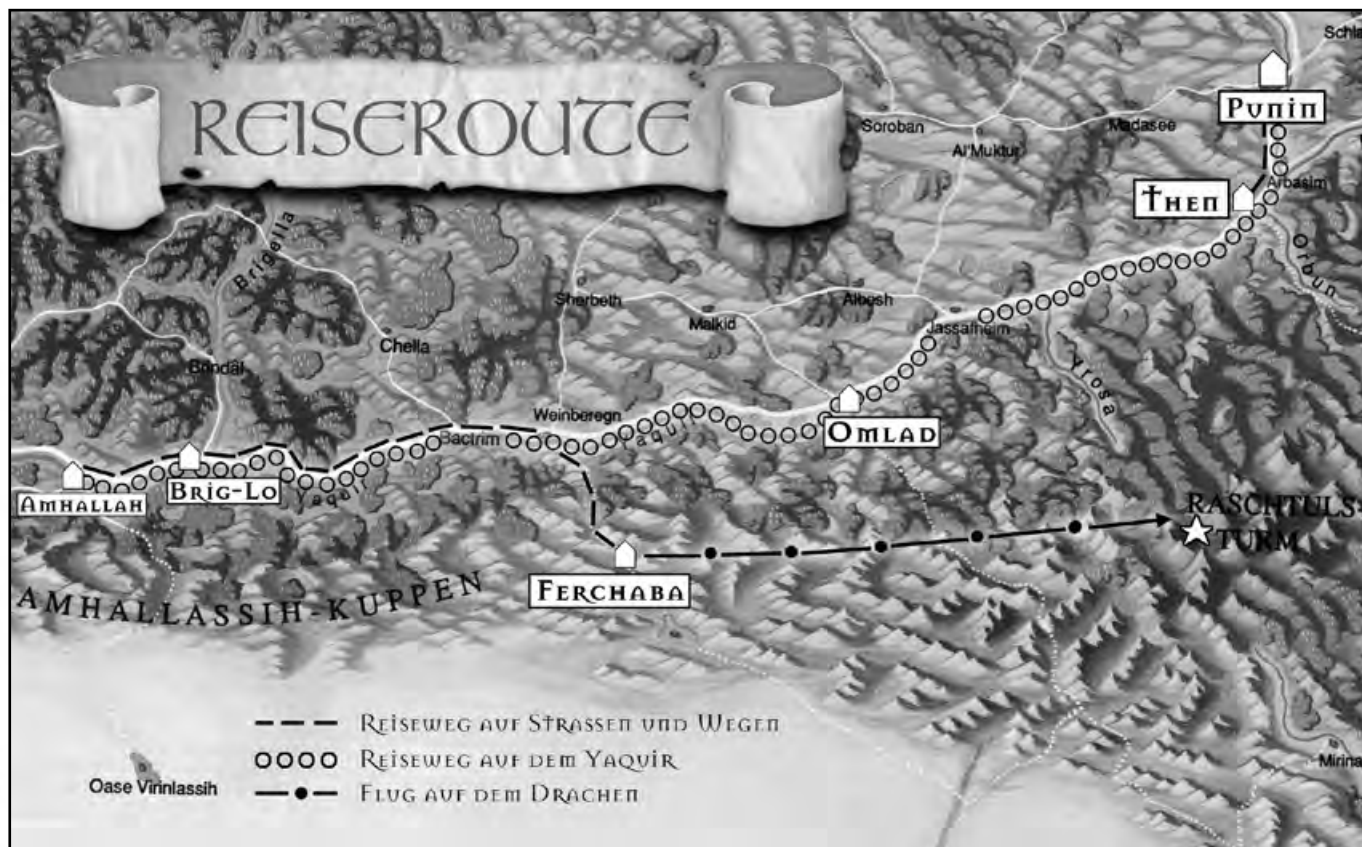 Schla
Punin
REISEROUTE
Soroban
Madasee
Al'Muktur
Then
Arbasim
Brigella
Orbun
Sherbeth
Albesh
Malkid
Jassafheim
Chella
Brindâl
Yrosa
Weinberegn
Yaquir
Omlad
Bactrim
Amhallah
Brig-Lo
Yaquir
RASCHTULS-
TURM
Ferchaba
AMHALLASSIH-KUPPEN
Reiseweg auf Strassen und Wegen
Reiseweg auf dem Yaquir
Flug auf dem Drachen
Oase Virinlassih
Mirina